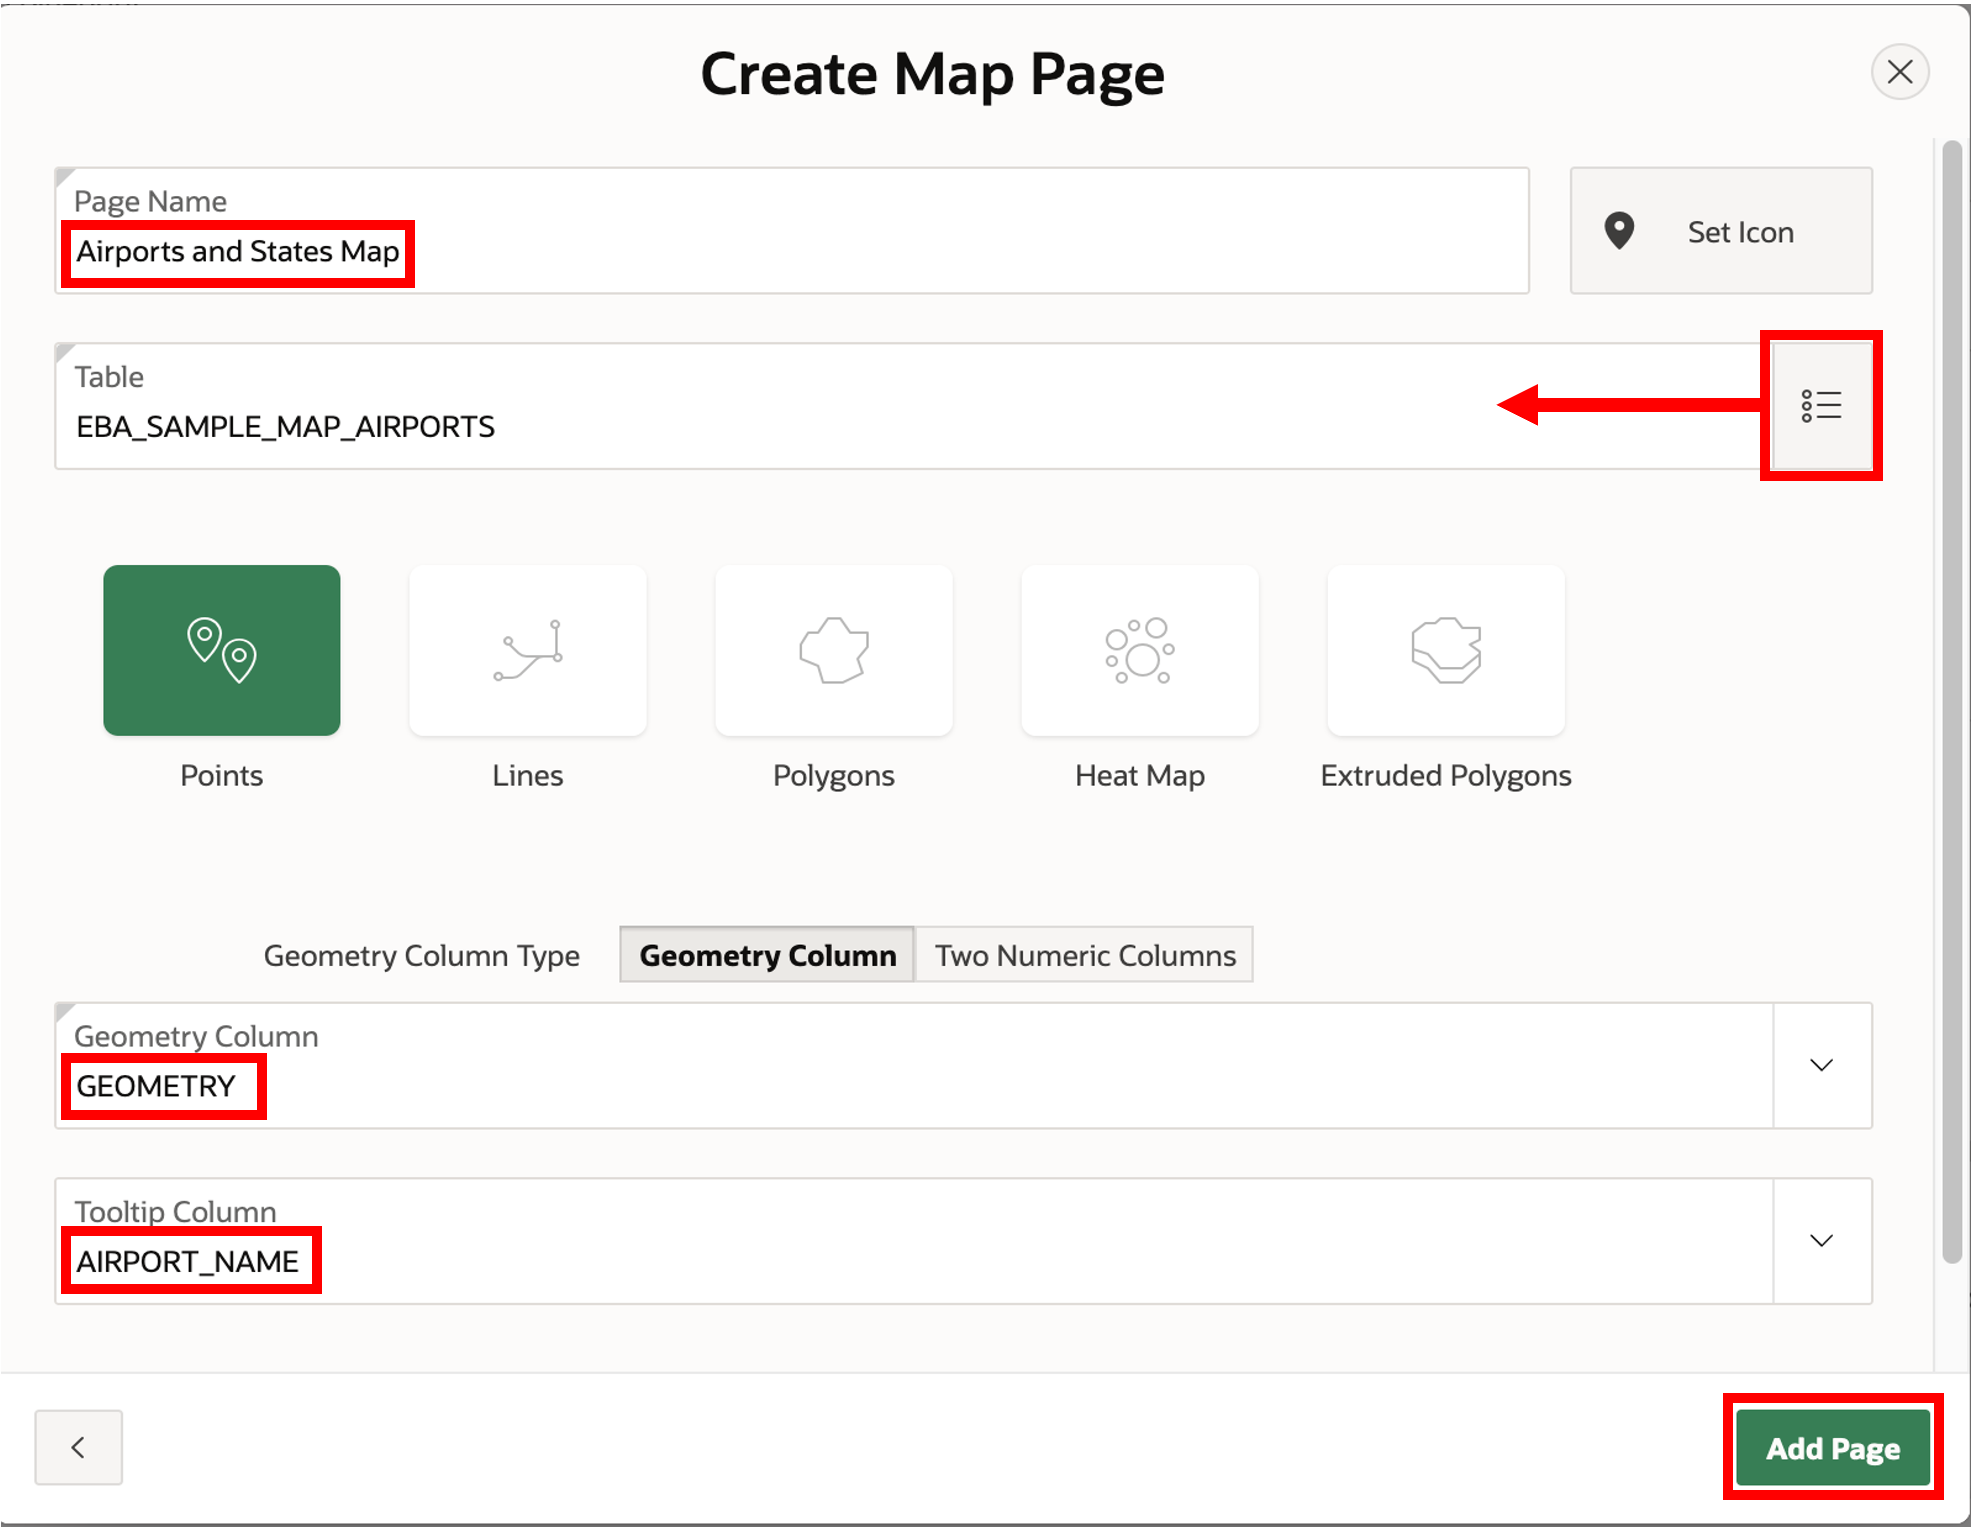 Create Map Page
Page Name
Airports and States Map
Set Icon
Table
EBA_SAMPLE_MAP_AIRPORTS
Points
Lines
Polygons
Heat Map
Extruded Polygons
Geometry Column Type
Geometry Column
Two Numeric Columns
Geometry Column
GEOMETRY
Tooltip Column
AIRPORT_NAME
Add Page